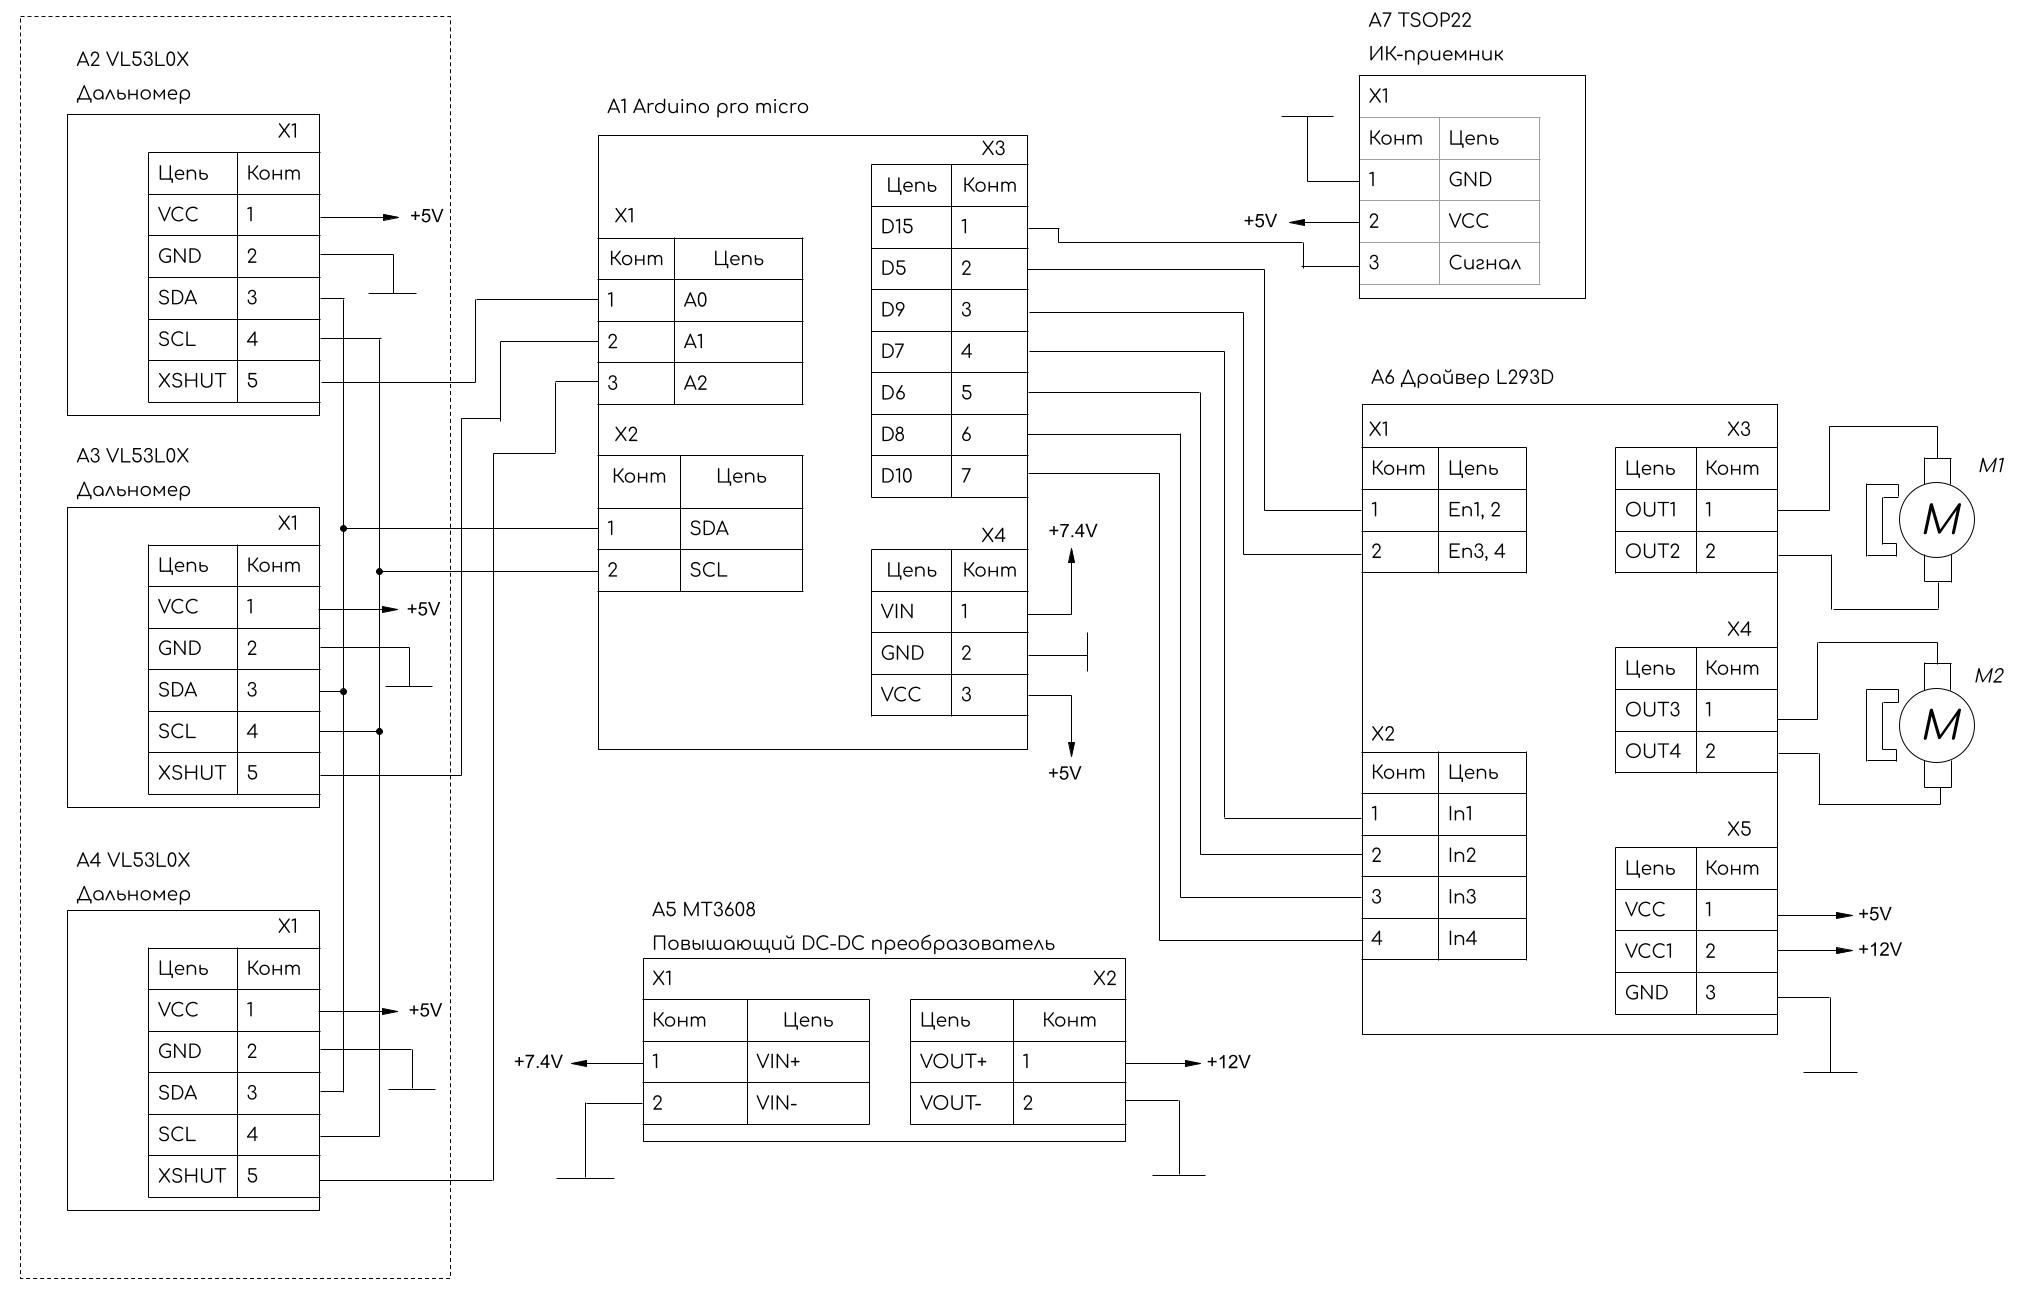 A2 VL53L0X
Дальномер
X1
Цепь Конт
VCC 1
+5V
GND 2
SDA 3
SCL 4
XSHUT 5
A3 VL53L0X
Дальномер
X1
Цепь Конт
VCC 1
+5V
GND 2
SDA 3
SCL 4
XSHUT 5
A4 VL53L0X
Дальномер
X1
Цепь Конт
VCC 1
+5V
GND 2
SDA 3
SCL 4
XSHUT 5
A1 Arduino pro micro
X1
Конт Цепь
1 A0
2 A1
3 A2
X2
Конт Цепь
1 SDA
2 SCL
X3
Цепь Конт
D15 1
D5 2
D9 3
D7 4
D6 5
D8 6
D10 7
X4
+7.4V
Цепь Конт
VIN 1
GND 2
VCC 3
+5V
A5 MT3608
Повышающий DC-DC преобразователь
X1
Конт Цепь
+7.4V
1 VIN+
2 VIN-
X2
Цепь Конт
VOUT+ 1
+12V
VOUT- 2
A7 TSOP22
ИК-приемник
X1
Конт Цепь
1 GND
+5V
2 VCC
3 Сигнал
A6 Драйвер L293D
X1
Конт Цепь
1 En1, 2
2 En3, 4
X2
Конт Цепь
1 In1
2 In2
3 In3
4 In4
X3
Цепь Конт
OUT1 1
OUT2 2
M1
M
X4
Цепь Конт
OUT3 1
OUT4 2
M2
M
X5
Цепь Конт
VCC 1
+5V
VCC1 2
+12V
GND 3